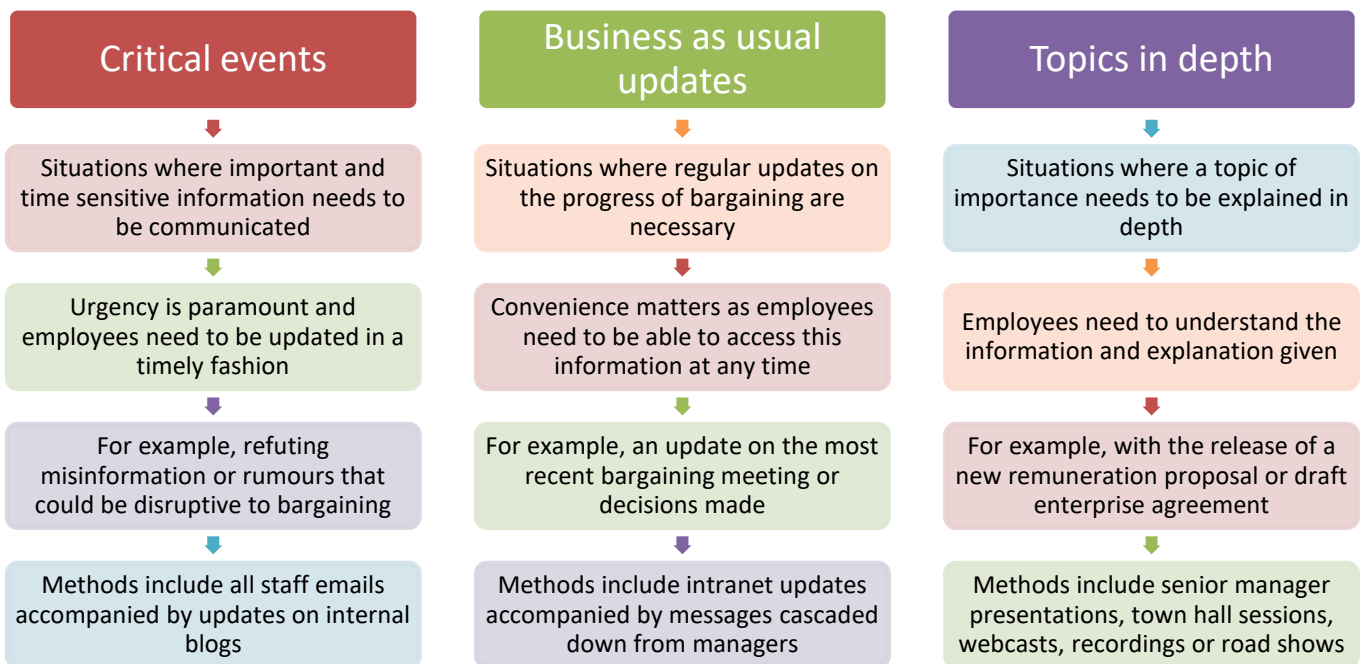 Critical events
Situations where important and
time sensitive information needs to
be communicated
Urgency is paramount and
employees need to be updated in a
timely fashion
For example, refuting
misinformation or rumours that
could be disruptive to bargaining
Methods include all staff emails
accompanied by updates on internal
blogs
Business as usual
updates
Situations where regular updates on
the progress of bargaining are
necessary
Convenience matters as employees
need to be able to access this
information at any time
For example, an update on the most
recent bargaining meeting or
decisions made
Methods include intranet updates
accompanied by messages cascaded
down from managers
Topics in depth
Situations where a topic of
importance needs to be explained in
depth
Employees need to understand the
information and explanation given
For example, with the release of a
new remuneration proposal or draft
enterprise agreement
Methods include senior manager
presentations, town hall sessions,
webcasts, recordings or road shows